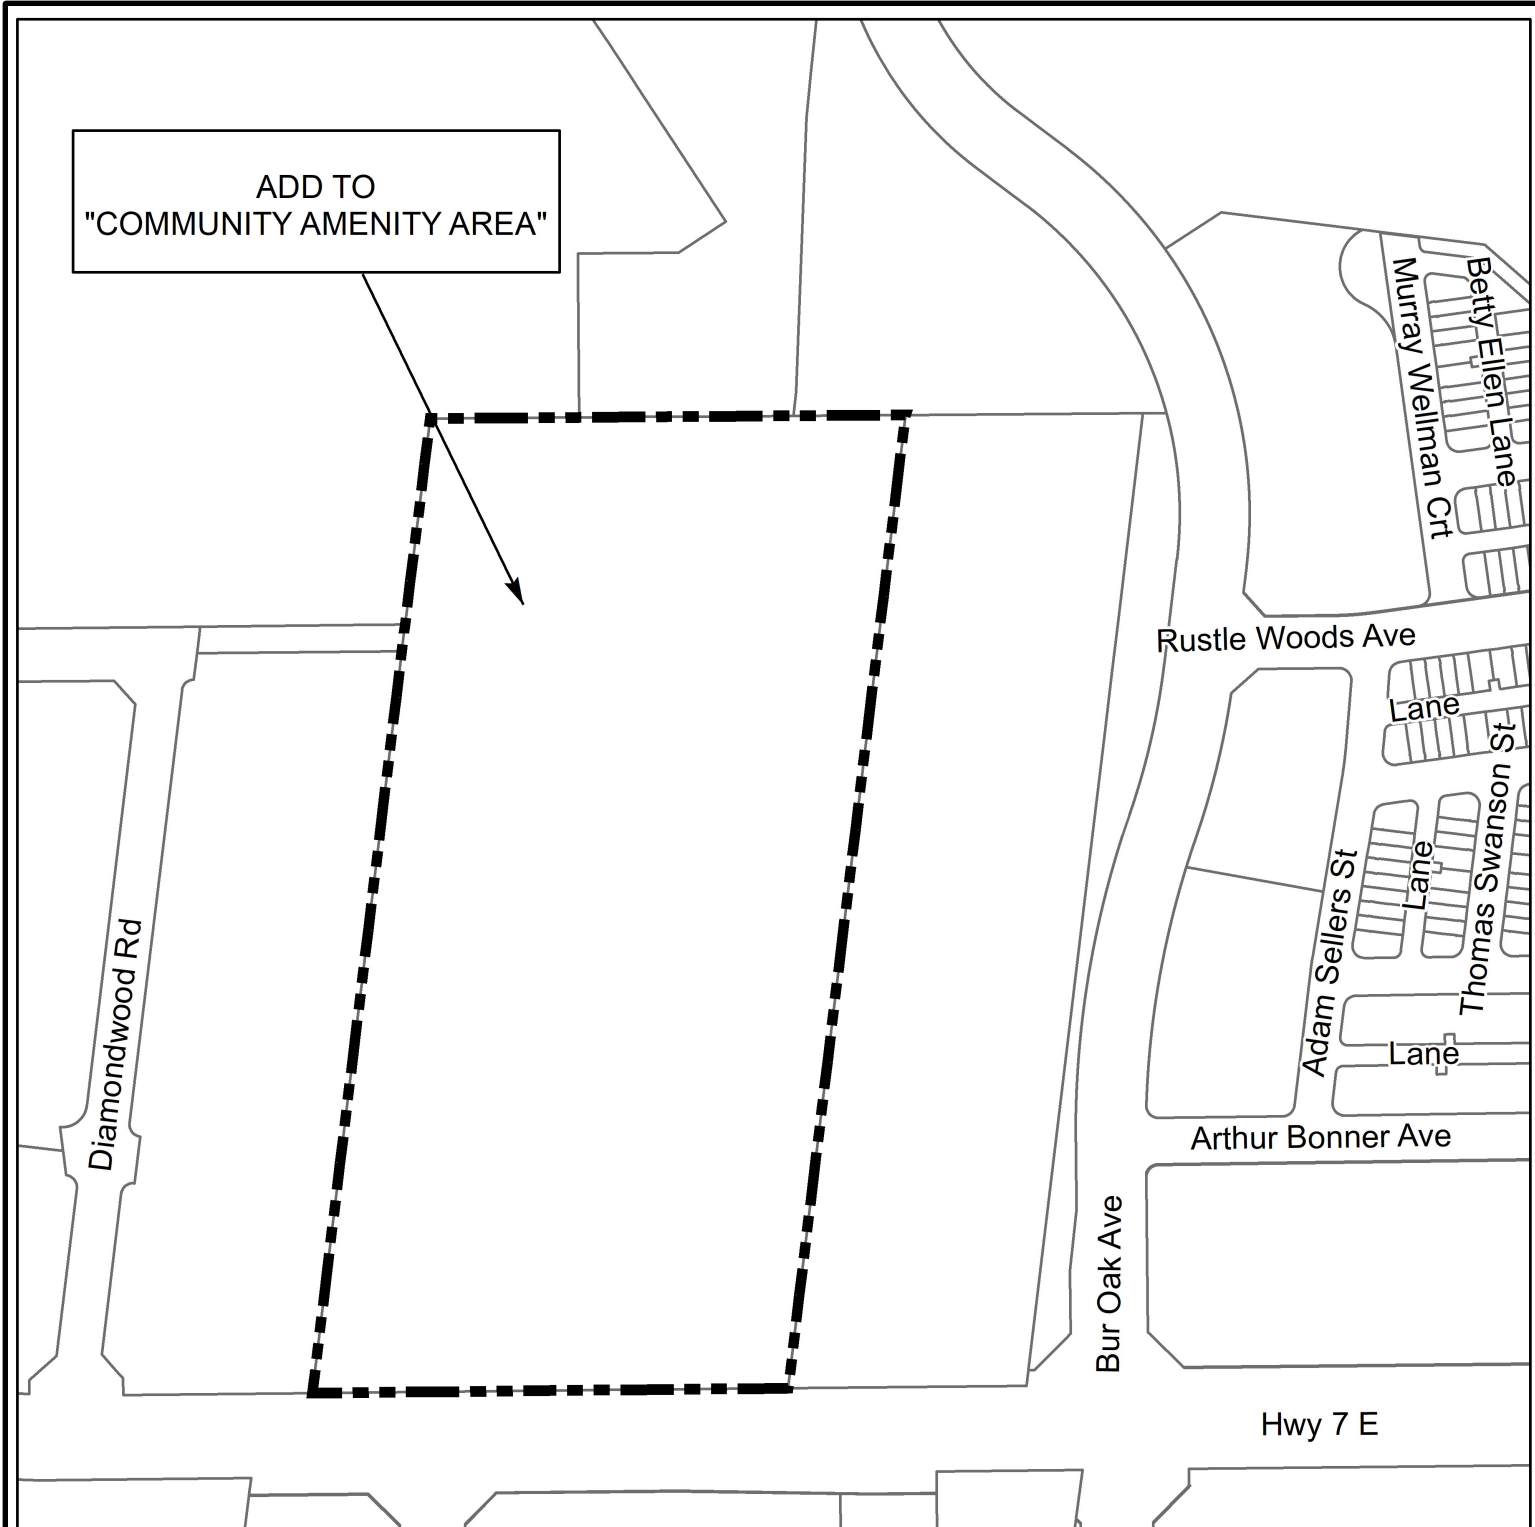 ADD TO
"COMMUNITY AMENITY AREA"
Betty Ellen Lane
Murray Wellman Crt
Rustle Woods Ave
Lane
Thomas Swanson St
Lane
Adam Sellers St
Diamondwood Rd
Lane
Arthur Bonner Ave
Bur Oak Ave
Hwy 7 E